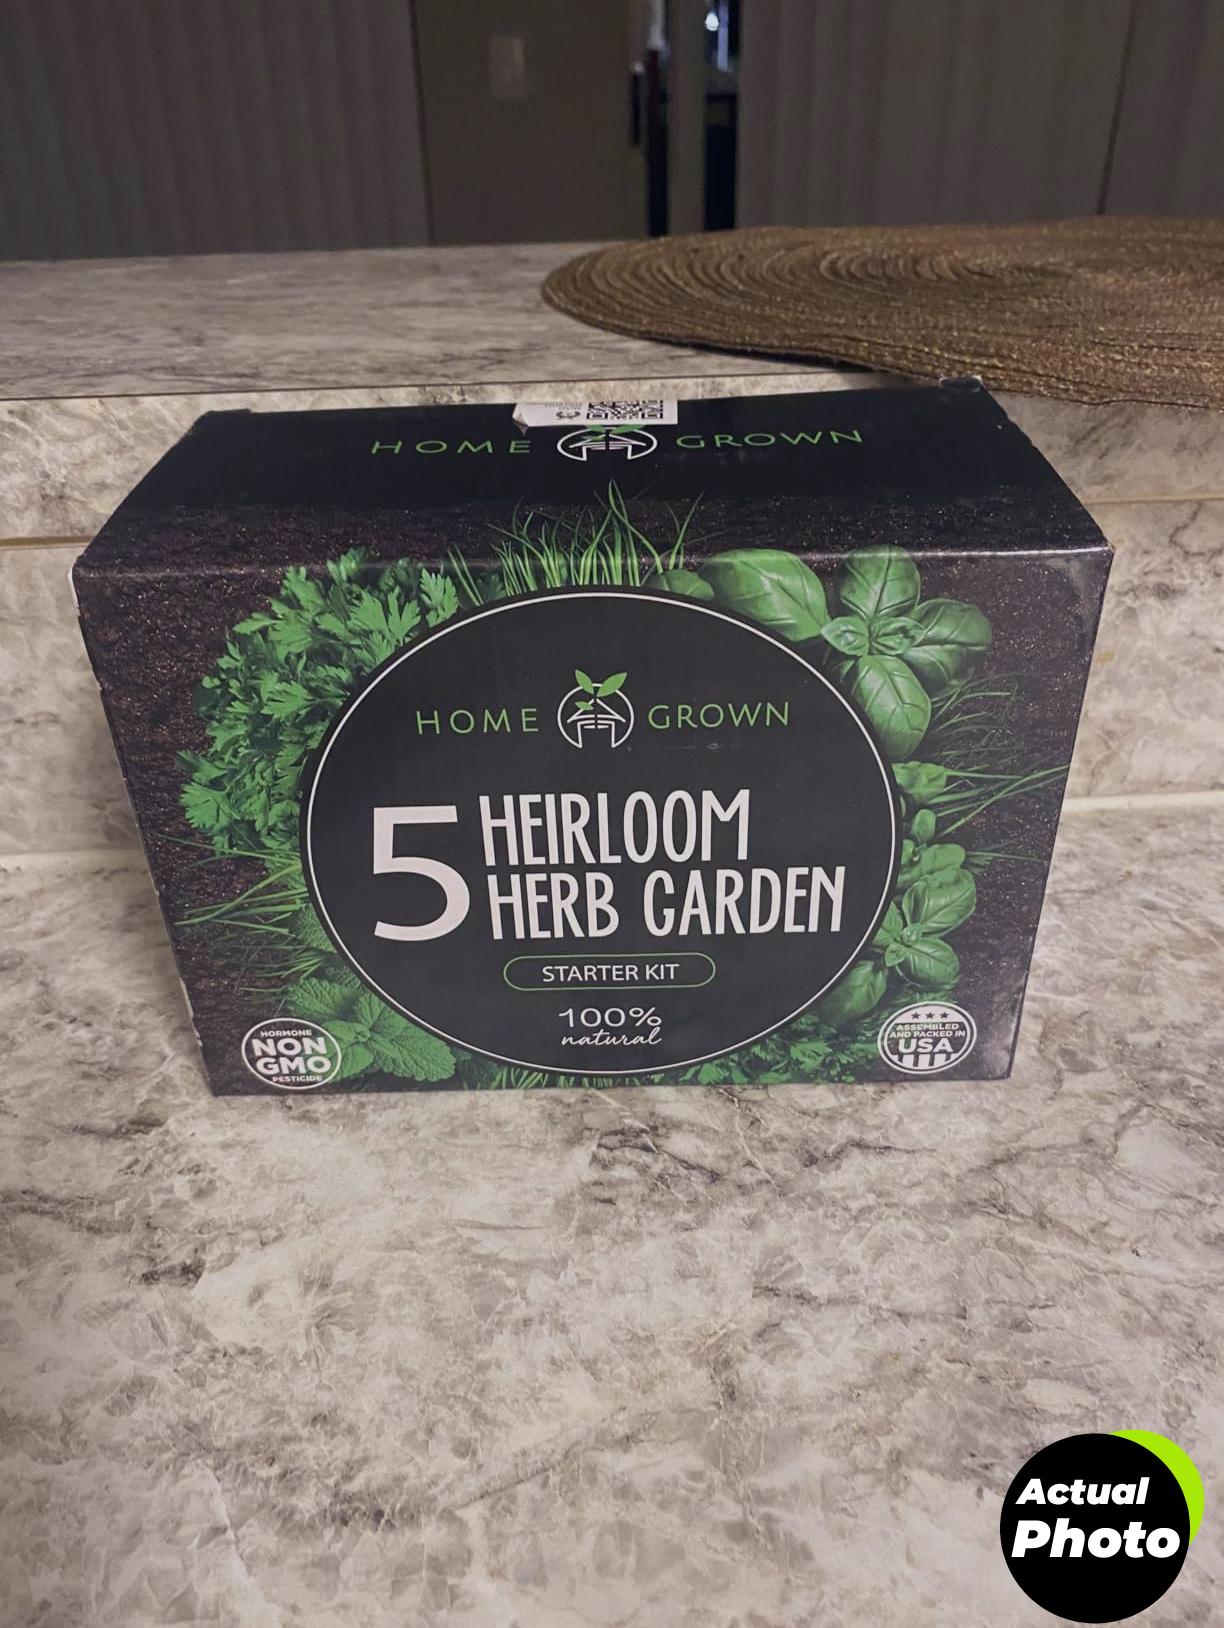 HOME GROWN
HOME GROWN
5 HEIRLOOM
HERB GARDEN
STARTER KIT
100%
natural
HORMONE
NON
GMO
PESTICIDE
ASSEMBLED
AND PACKED IN
USA
Actual
Photo